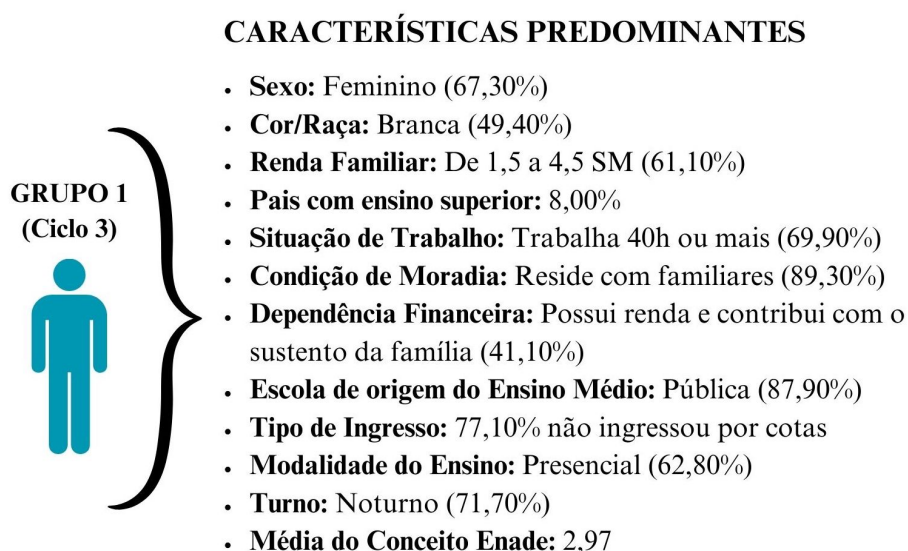 CARACTERÍSTICAS PREDOMINANTES
GRUPO 1
(Ciclo 3)
• Sexo: Feminino (67,30%)
• Cor/Raça: Branca (49,40%)
• Renda Familiar: De 1,5 a 4,5 SM (61,10%)
• Pais com ensino superior: 8,00%
• Situação de Trabalho: Trabalha 40h ou mais (69,90%)
• Condição de Moradia: Reside com familiares (89,30%)
• Dependência Financeira: Possui renda e contribui com o
sustento da família (41,10%)
• Escola de origem do Ensino Médio: Pública (87,90%)
• Tipo de Ingresso: 77,10% não ingressou por cotas
• Modalidade do Ensino: Presencial (62,80%)
• Turno: Noturno (71,70%)
• Média do Conceito Enade: 2,97